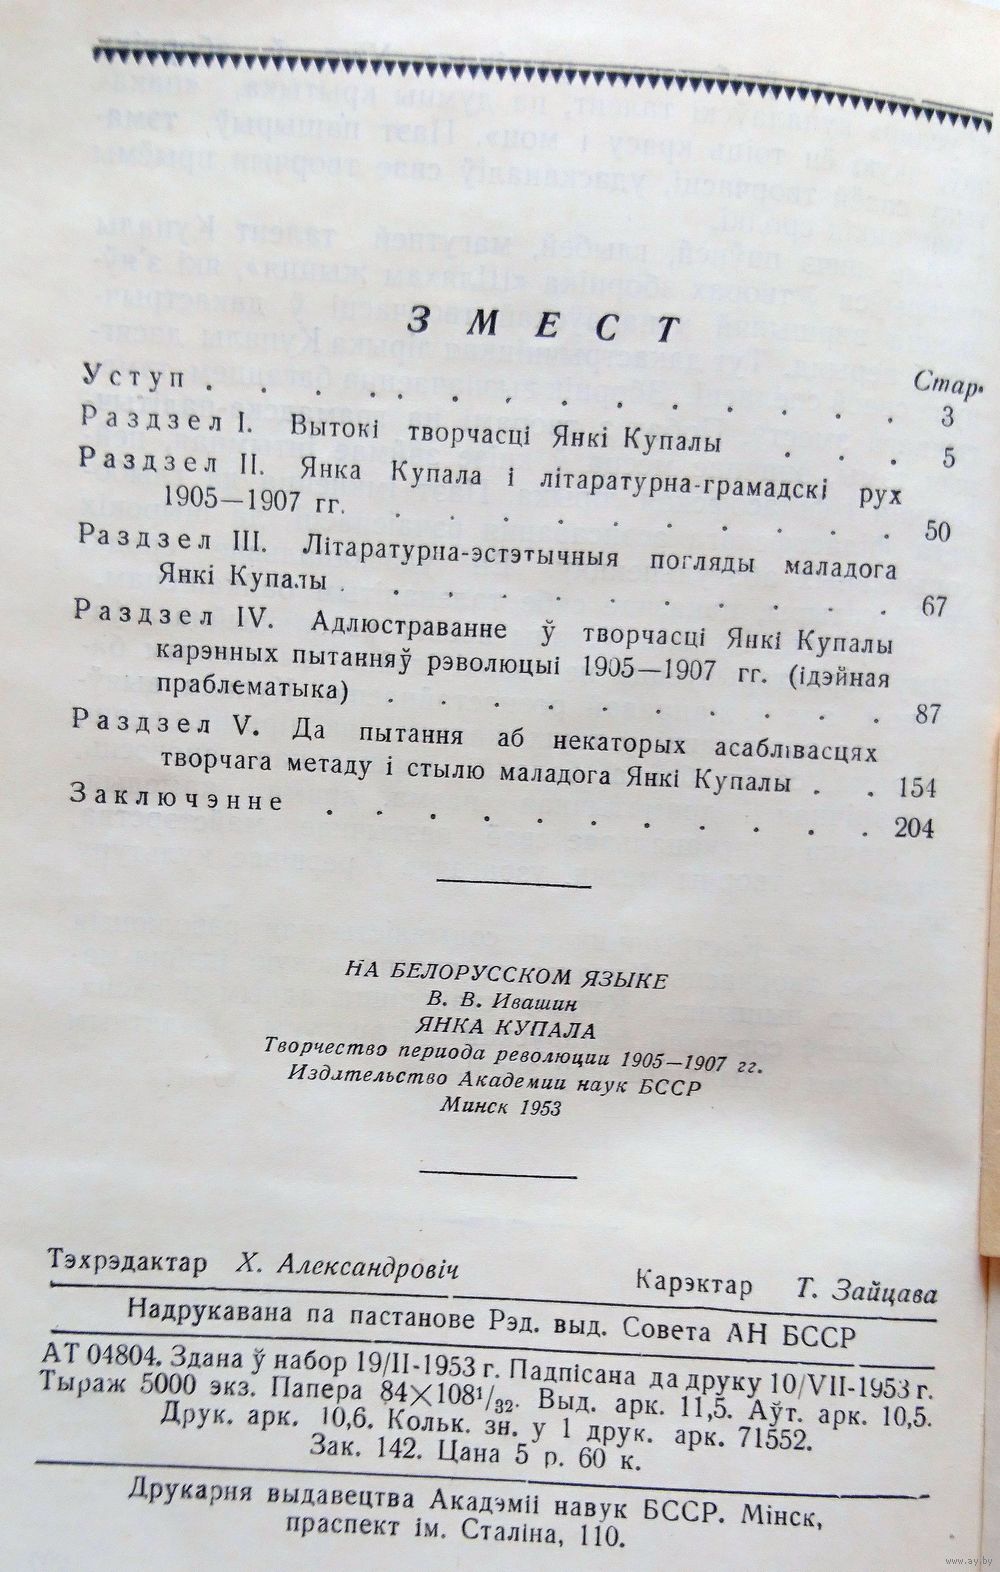 ЗМЕСТ
Стар.
Уступ . . . . . . . . . . . . . 3
Раздзел I. Вытокі творчасці Янкі Купалы . . . 5
Раздзел II. Янка Купала і літаратурна-грамадскі рух
1905—1907 гг. . . . . . . . . . . 50
Раздзел III. Літаратурна-эстэтычныя погляды маладога
Янкі Купалы . . . . . . . . . . 67
Раздзел IV. Адлюстраванне ў творчасці Янкі Купалы
карэнных пытанняў рэволюцыі 1905—1907 гг. (ідэйная
праблематыка) . . . . . . . . . . 87
Раздзел V. Да пытання аб некаторых асаблівасцях
творчага метаду і стылю маладога Янкі Купалы . . 154
Заключэнне . . . . . . . . . . . 204
НА БЕЛОРУССКОМ ЯЗЫКЕ
В. В. Ивашин
ЯНКА КУПАЛА
Творчество периода революции 1905—1907 гг.
Издательство Академии наук БССР
Минск 1953
Тэхрэдактар Х. Александровіч Карэктар Т. Зайцава
Надрукавана па пастанове Рэд. выд. Совета АН БССР
АТ 04804. Здана ў набор 19/II-1953 г. Падпісана да друку 10/VII-1953 г.
Тыраж 5000 экз. Папера 84×108¹/₃₂. Выд. арк. 11,5. Аўт. арк. 10,5.
Друк. арк. 10,6. Кольк. зн. у 1 друк. арк. 71552.
Зак. 142. Цана 5 р. 60 к.
Друкарня выдавецтва Акадэміі навук БССР. Мінск,
праспект ім. Сталіна, 110.
www.ay.by